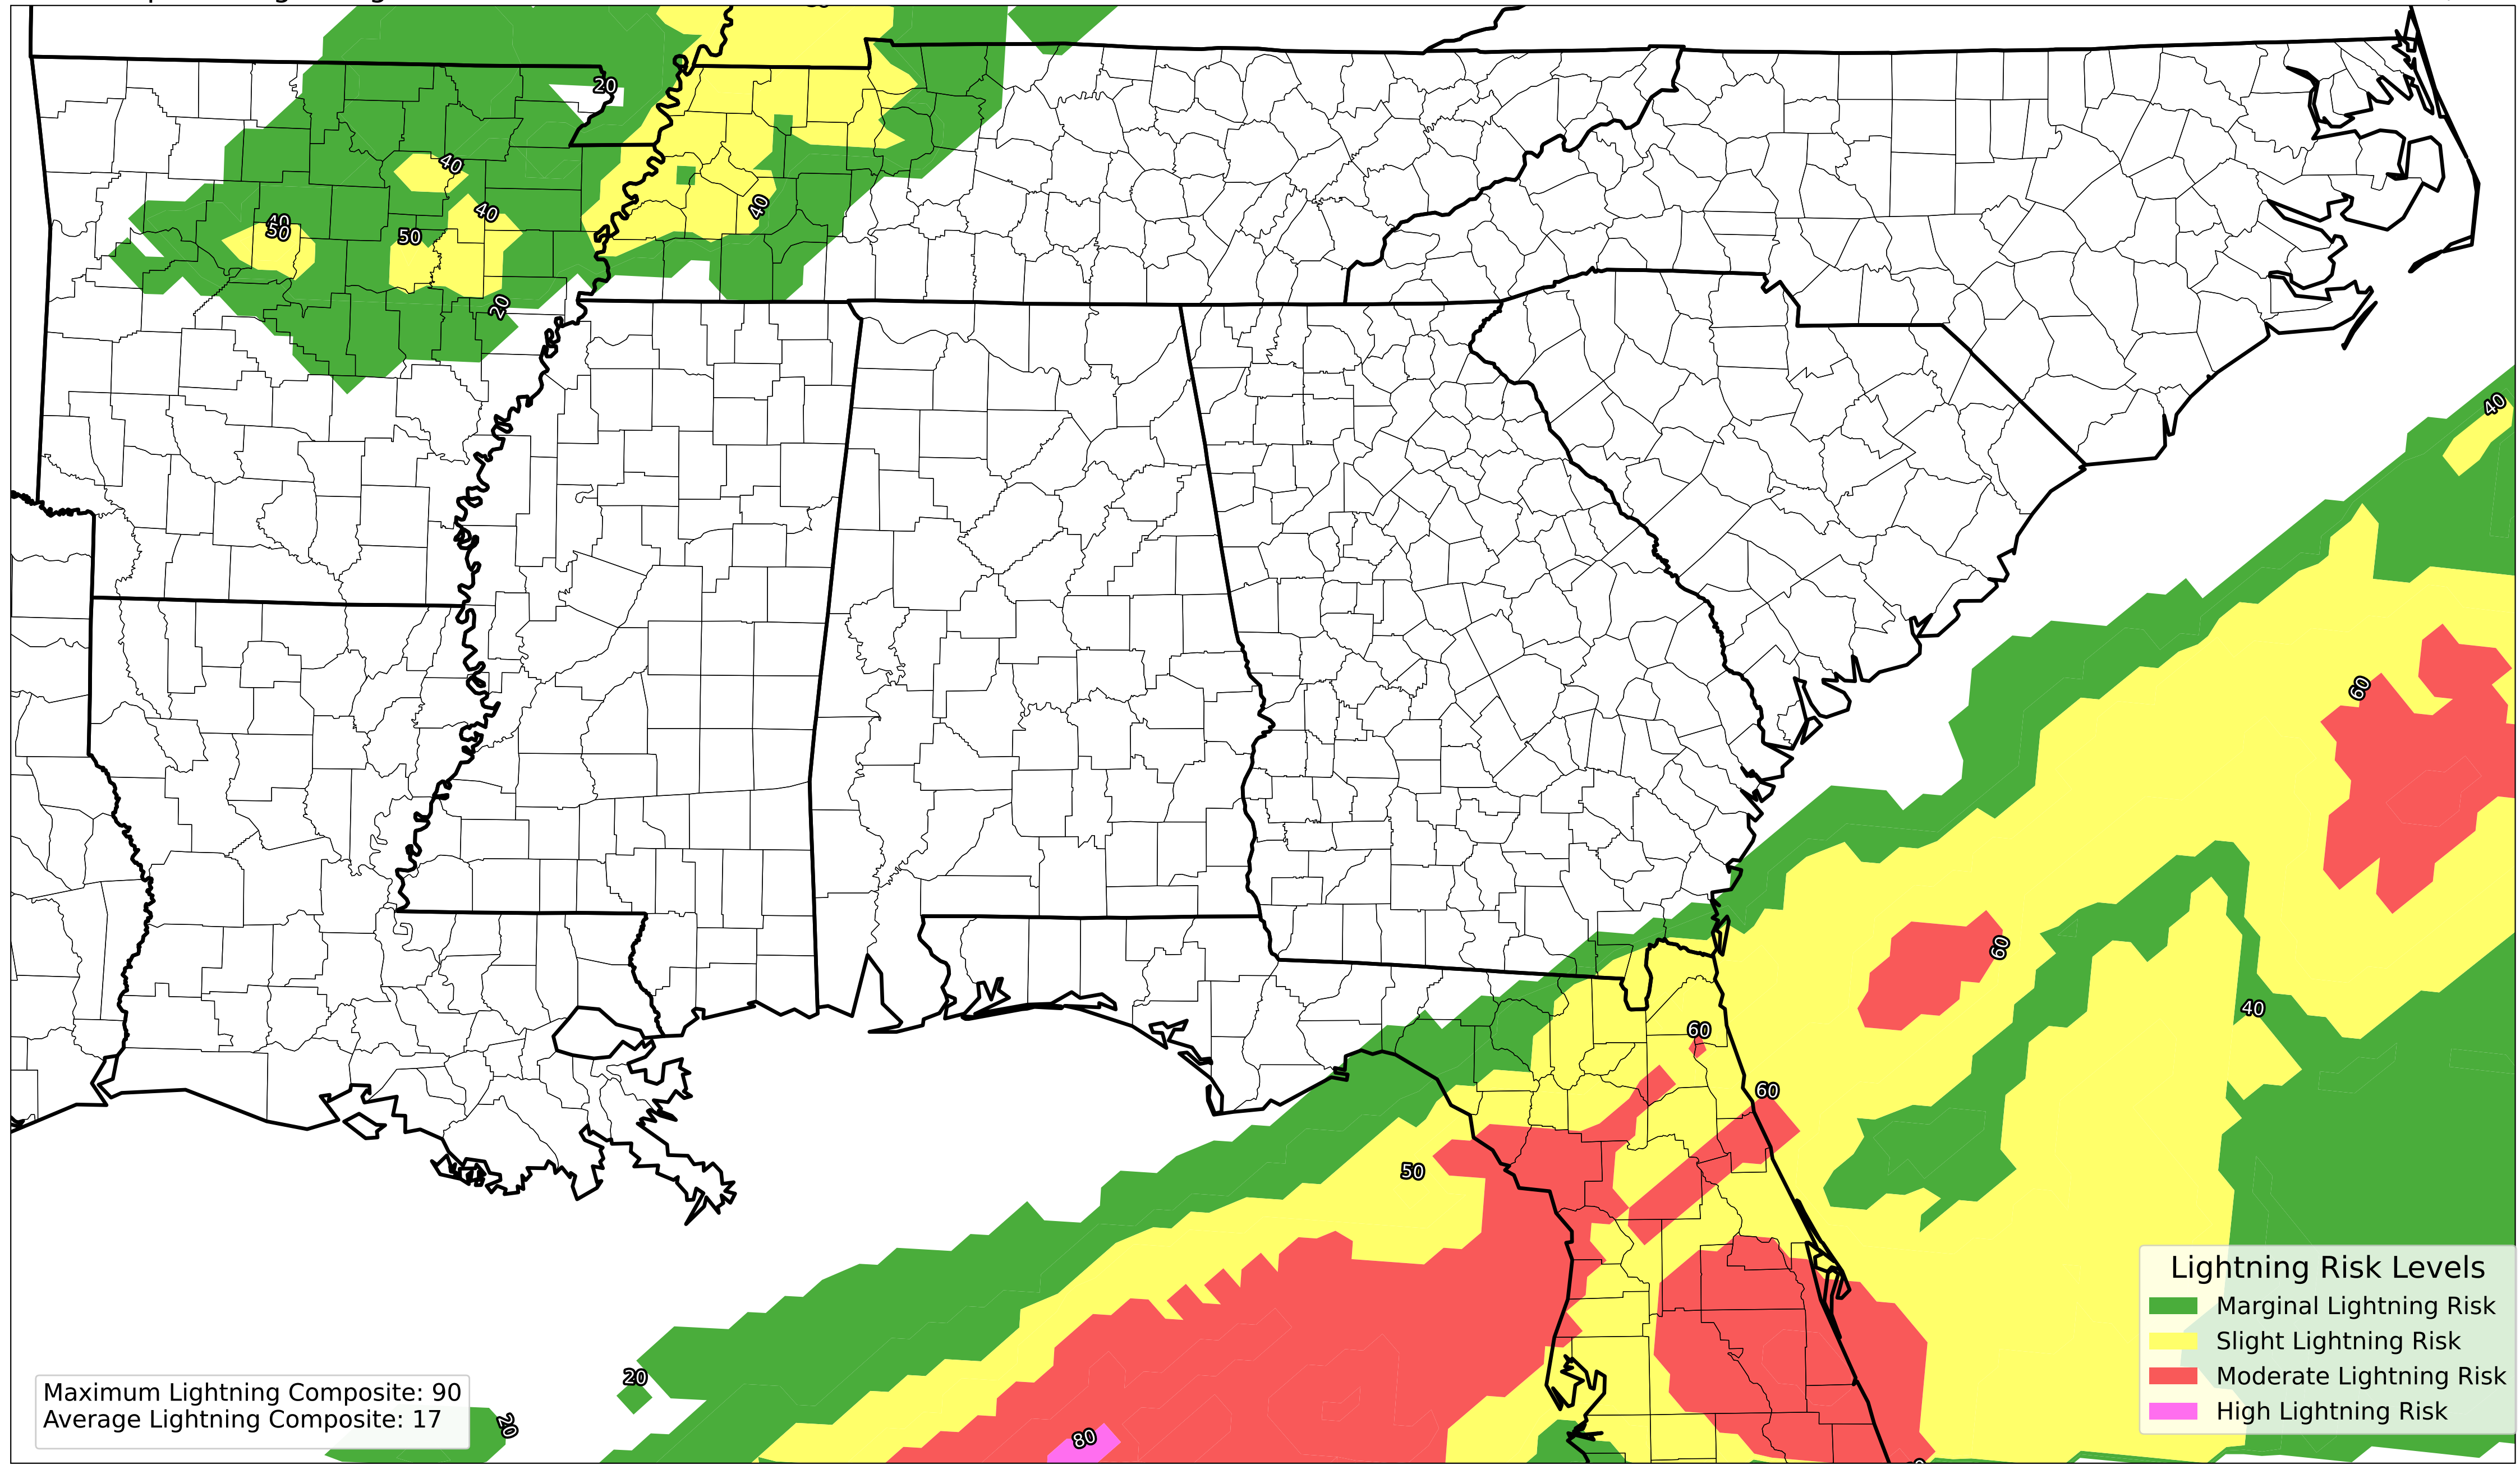 20
40
40
50
40
50
40
20
40
60
60
40
60
60
50
20
20
80
Maximum Lightning Composite: 90
Average Lightning Composite: 17
Lightning Risk Levels
Marginal Lightning Risk
Slight Lightning Risk
Moderate Lightning Risk
High Lightning Risk